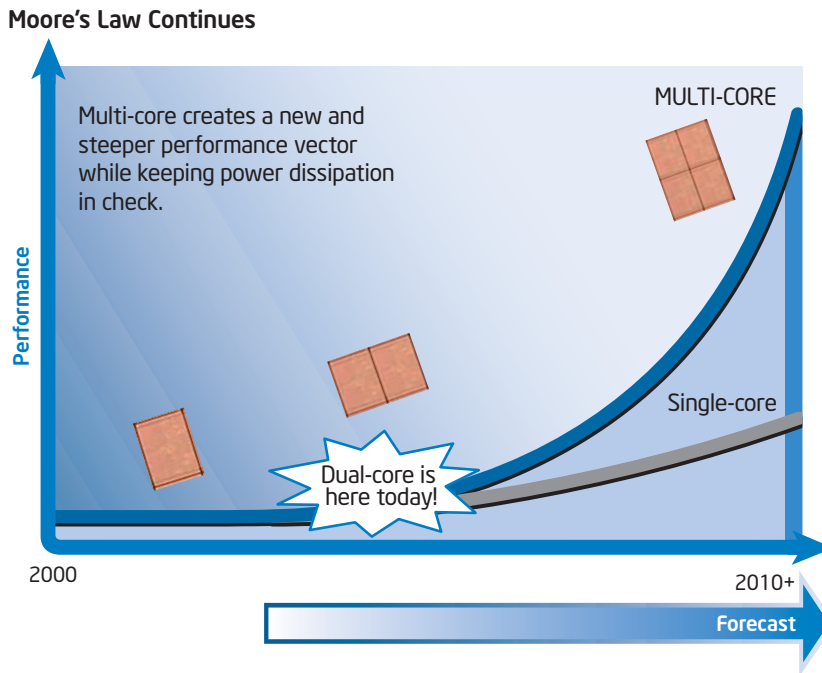 Moore's Law Continues
Multi-core creates a new and
steeper performance vector
while keeping power dissipation
in check.
MULTI-CORE
Performance
Single-core
Dual-core is
here today!
2000
2010+
Forecast